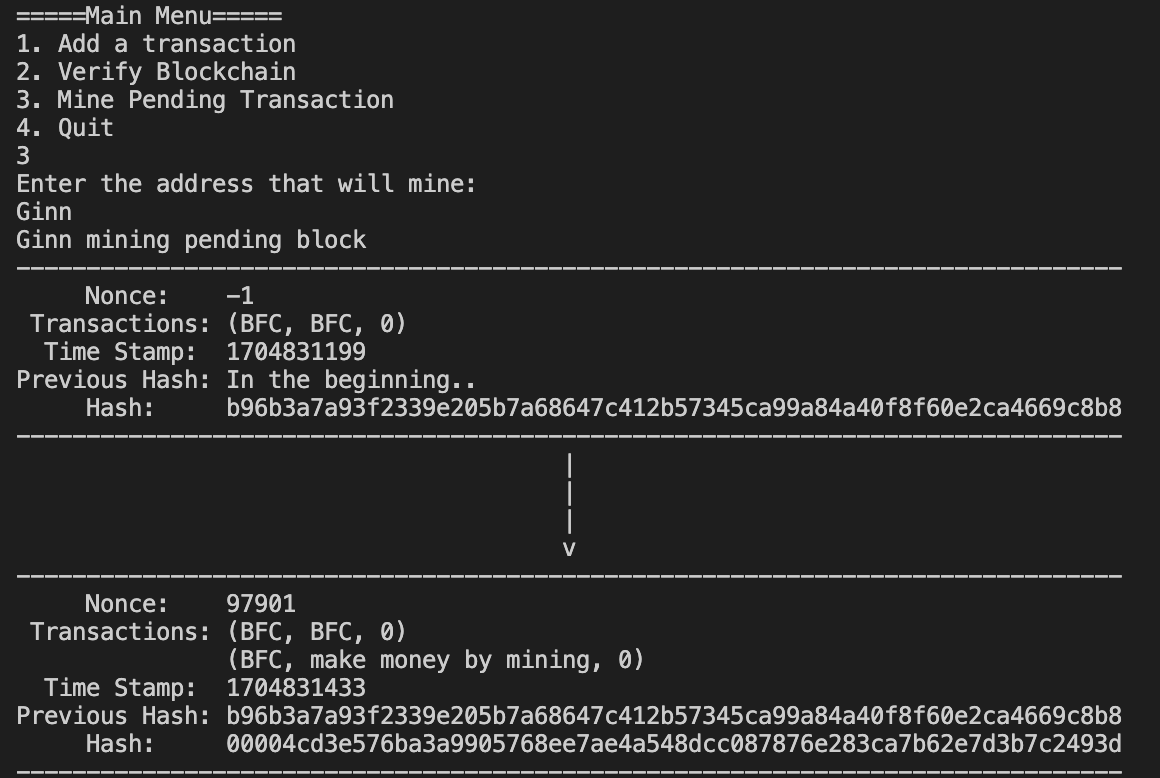 =====Main Menu=====
1. Add a transaction
2. Verify Blockchain
3. Mine Pending Transaction
4. Quit
3
Enter the address that will mine:
Ginn
Ginn mining pending block
-------------------------------------------------------------------------------
Nonce: -1
Transactions: (BFC, BFC, 0)
Time Stamp: 1704831199
Previous Hash: In the beginning..
Hash: b96b3a7a93f2339e205b7a68647c412b57345ca99a84a40f8f60e2ca4669c8b8
-------------------------------------------------------------------------------
|
|
|
v
-------------------------------------------------------------------------------
Nonce: 97901
Transactions: (BFC, BFC, 0)
(BFC, make money by mining, 0)
Time Stamp: 1704831433
Previous Hash: b96b3a7a93f2339e205b7a68647c412b57345ca99a84a40f8f60e2ca4669c8b8
Hash: 00004cd3e576ba3a9905768ee7ae4a548dcc087876e283ca7b62e7d3b7c2493d
-------------------------------------------------------------------------------